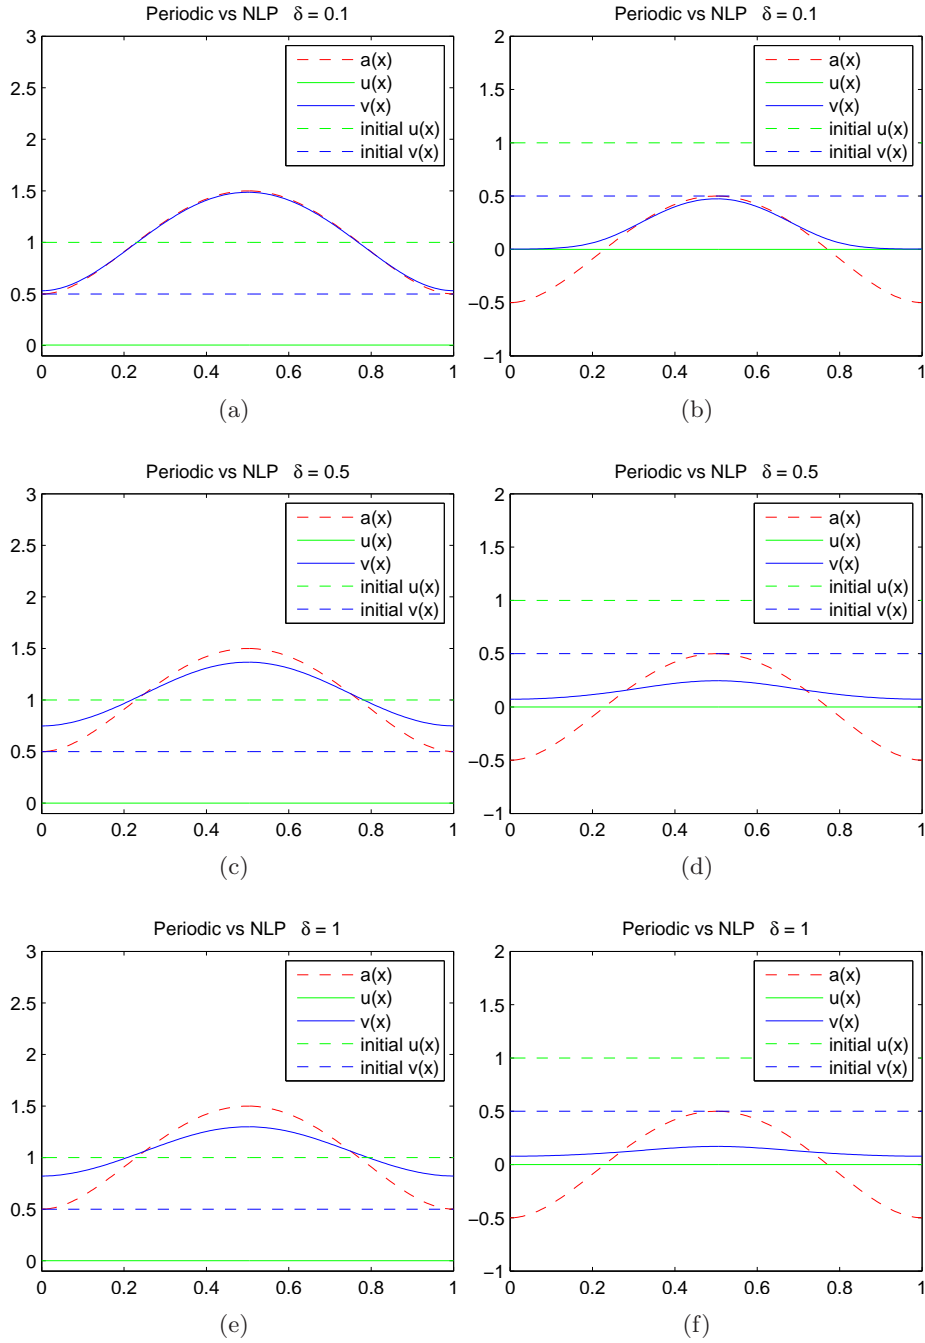 Periodic vs NLP δ = 0.1
3
2.5
2
1.5
1
0.5
0
0
0.2
0.4
0.6
0.8
1
a(x)
u(x)
v(x)
initial u(x)
initial v(x)
(a)
Periodic vs NLP δ = 0.1
2
1.5
1
0.5
0
−0.5
−1
0
0.2
0.4
0.6
0.8
1
a(x)
u(x)
v(x)
initial u(x)
initial v(x)
(b)
Periodic vs NLP δ = 0.5
3
2.5
2
1.5
1
0.5
0
0
0.2
0.4
0.6
0.8
1
a(x)
u(x)
v(x)
initial u(x)
initial v(x)
(c)
Periodic vs NLP δ = 0.5
2
1.5
1
0.5
0
−0.5
−1
0
0.2
0.4
0.6
0.8
1
a(x)
u(x)
v(x)
initial u(x)
initial v(x)
(d)
Periodic vs NLP δ = 1
3
2.5
2
1.5
1
0.5
0
0
0.2
0.4
0.6
0.8
1
a(x)
u(x)
v(x)
initial u(x)
initial v(x)
(e)
Periodic vs NLP δ = 1
2
1.5
1
0.5
0
−0.5
−1
0
0.2
0.4
0.6
0.8
1
a(x)
u(x)
v(x)
initial u(x)
initial v(x)
(f)